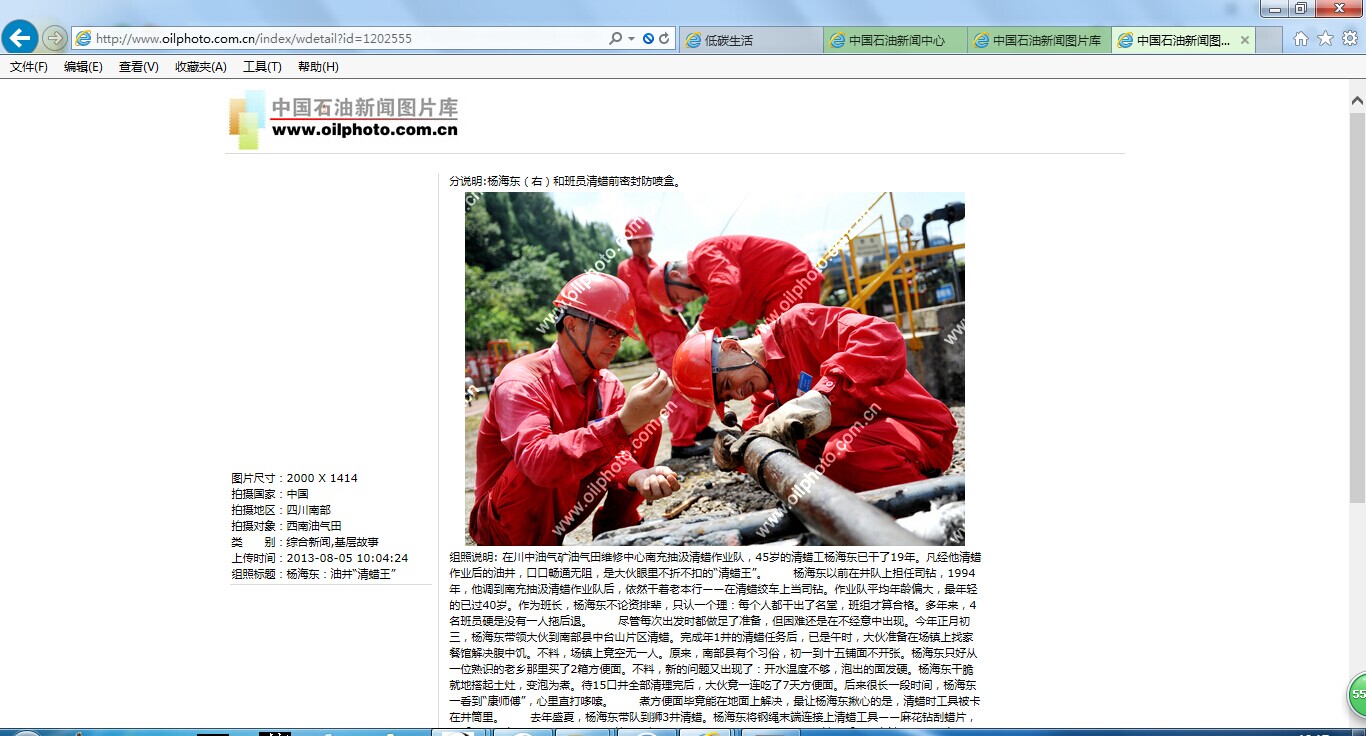 http://www.oilphoto.com.cn/index/wdetail?id=1202555
低碳生活
中国石油新闻中心
中国石油新闻图片库
中国石油新闻图...
文件(F) 编辑(E) 查看(V) 收藏夹(A) 工具(T) 帮助(H)
中国石油新闻图片库
www.oilphoto.com.cn
分说明:杨海东（右）和班员清蜡前密封防喷盒。
www.oilphoto.com.cn
www.oilphoto.com.cn
www.oilphoto.com.cn
www.oilphoto.com.cn
图片尺寸：2000 X 1414
拍摄国家：中国
拍摄地区：四川南部
拍摄对象：西南油气田
类 别：综合新闻,基层故事
上传时间：2013-08-05 10:04:24
组照标题：杨海东：油井“清蜡王”
组照说明: 在川中油气矿油气田维修中心南充抽汲清蜡作业队，45岁的清蜡工杨海东已干了19年。凡经他清蜡
作业后的油井，口口畅通无阻，是大伙眼里不折不扣的“清蜡王”。 杨海东以前在井队上担任司钻，1994
年，他调到南充抽汲清蜡作业队后，依然干着老本行——在清蜡绞车上当司钻。作业队平均年龄偏大，最年轻
的已过40岁。作为班长，杨海东不论资排辈，只认一个理：每个人都干出了名堂，班组才算合格。多年来，4
名班员硬是没有一人拖后退。 尽管每次出发时都做足了准备，但困难还是在不经意中出现。今年正月初
三，杨海东带领大伙到南部县中台山片区清蜡。完成年1井的清蜡任务后，已是午时，大伙准备在场镇上找家
餐馆解决腹中饥。不料，场镇上竟空无一人。原来，南部县有个习俗，初一到十五铺面不开张。杨海东只好从
一位熟识的老乡那里买了2箱方便面。不料，新的问题又出现了：开水温度不够，泡出的面发硬。杨海东干脆
就地搭起土灶，变泡为煮。待15口井全部清理完后，大伙竟一连吃了7天方便面。后来很长一段时间，杨海东
一看到“康师傅”，心里直打哆嗦。 煮方便面毕竟能在地面上解决，最让杨海东揪心的是，清蜡时工具被卡
在井筒里。 去年盛夏，杨海东带队到狮3井清蜡。杨海东将钢绳末端连接上清蜡工具——麻花钻刮蜡片，
55